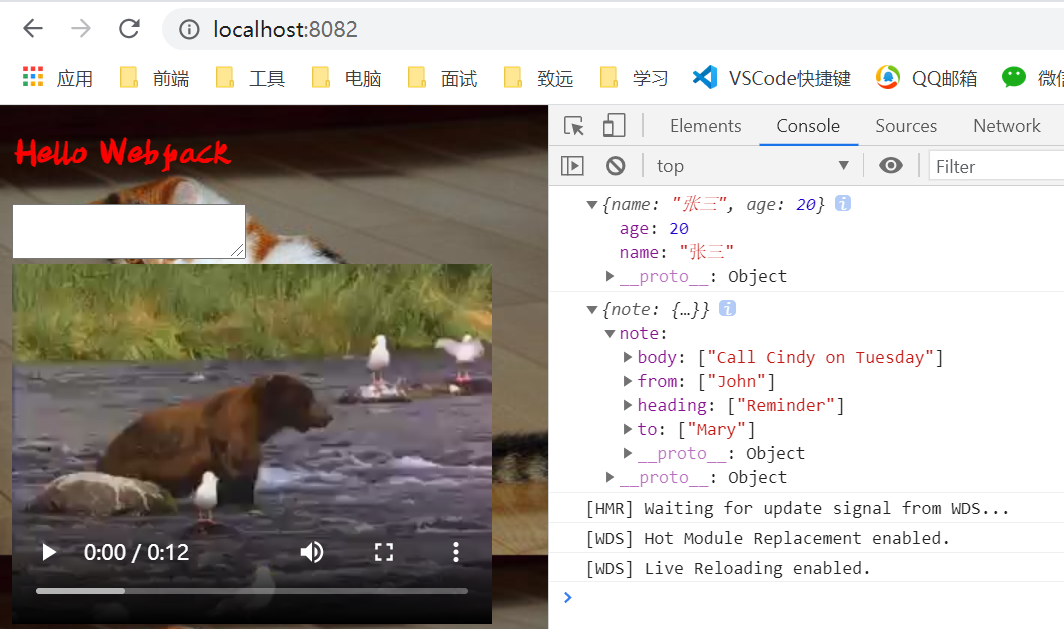 localhost:8082
应用 前端 工具 电脑 面试 致远 学习 VSCode快捷键 QQ邮箱 微信
Hello Webpack
0:00 / 0:12
Elements Console Sources Network
top Filter
{name: "张三", age: 20}
age: 20
name: "张三"
__proto__: Object
{note: {…}}
note:
body: ["Call Cindy on Tuesday"]
from: ["John"]
heading: ["Reminder"]
to: ["Mary"]
__proto__: Object
__proto__: Object
[HMR] Waiting for update signal from WDS...
[WDS] Hot Module Replacement enabled.
[WDS] Live Reloading enabled.